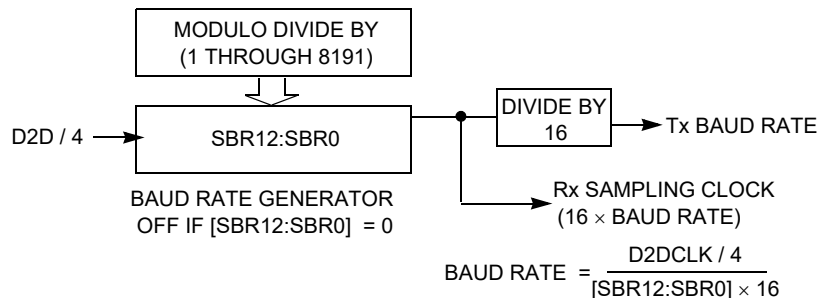 MODULO DIVIDE BY
(1 THROUGH 8191)
D2D / 4
SBR12:SBR0
DIVIDE BY
16
Tx BAUD RATE
BAUD RATE GENERATOR
OFF IF [SBR12:SBR0] = 0
Rx SAMPLING CLOCK
(16 × BAUD RATE)
BAUD RATE = D2DCLK / 4
[SBR12:SBR0] × 16